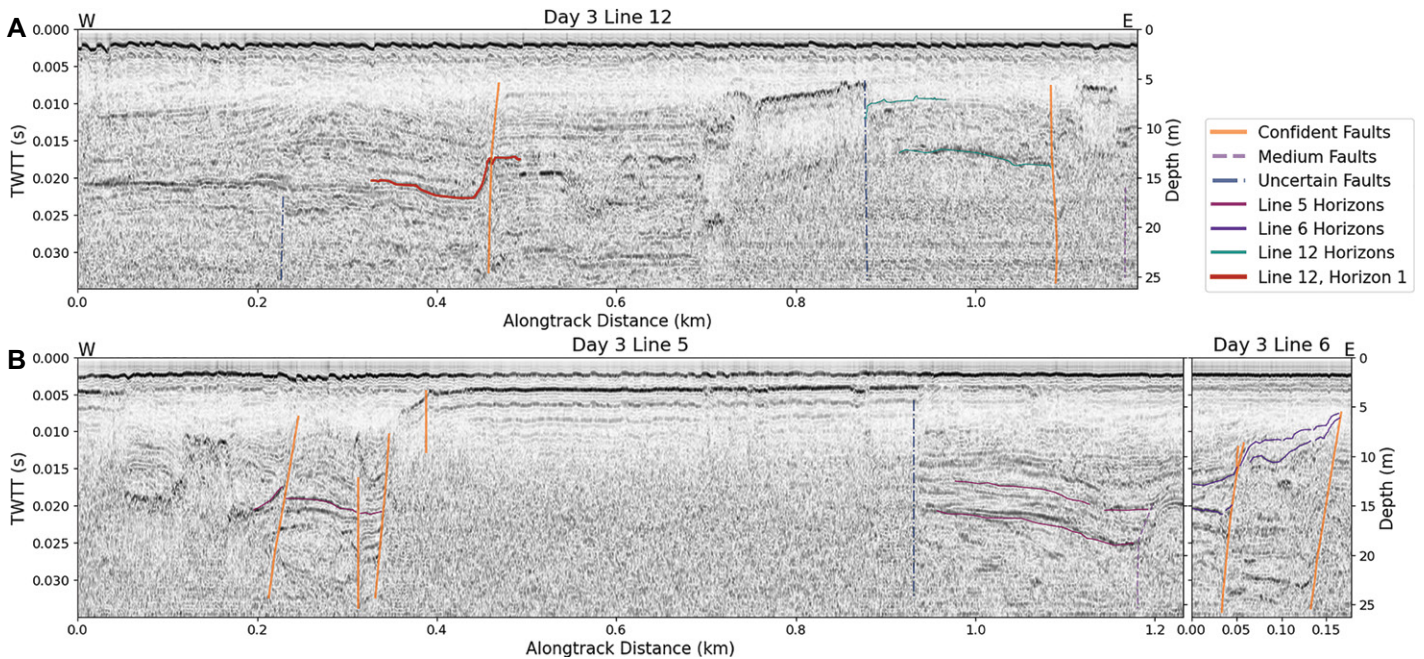 A
W
Day 3 Line 12
E
0.000
0.005
0.010
0.015
0.020
0.025
0.030
TWTT (s)
0
5
10
15
20
25
Depth (m)
0.0
0.2
0.4
0.6
0.8
1.0
Alongtrack Distance (km)
Confident Faults
Medium Faults
Uncertain Faults
Line 5 Horizons
Line 6 Horizons
Line 12 Horizons
Line 12, Horizon 1
B
W
Day 3 Line 5
Day 3 Line 6
E
0.000
0.005
0.010
0.015
0.020
0.025
0.030
TWTT (s)
0
5
10
15
20
25
Depth (m)
0.0
0.2
0.4
0.6
0.8
1.0
1.2
0.00
0.05
0.10
0.15
Alongtrack Distance (km)